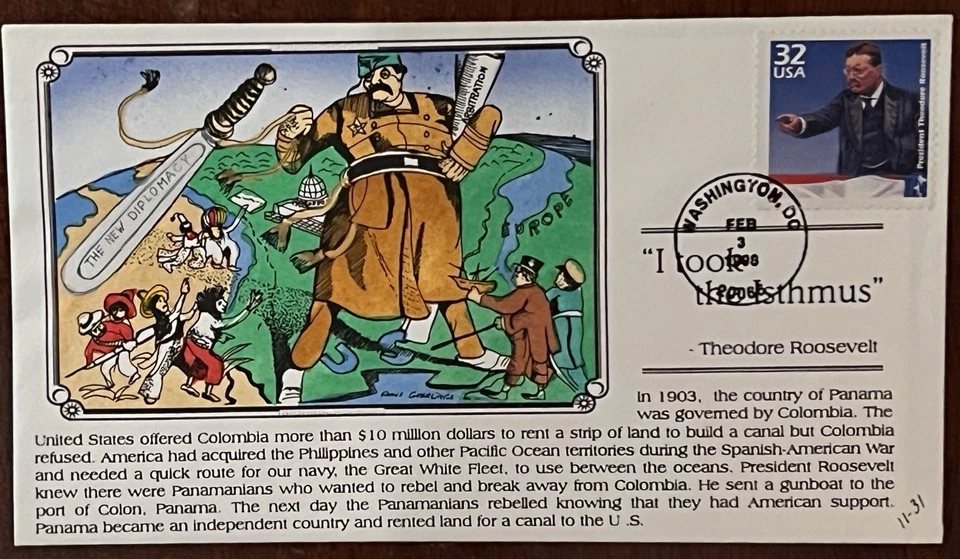 THE NEW DIPLOMACY
ARBITRATION
EUROPE
32
USA
President Theodore Roosevelt
WASHINGTON, DC
FEB
3
1998
"I took
the Isthmus"
- Theodore Roosevelt
In 1903, the country of Panama
was governed by Colombia. The
United States offered Colombia more than $10 million dollars to rent a strip of land to build a canal but Colombia
refused. America had acquired the Philippines and other Pacific Ocean territories during the Spanish-American War
and needed a quick route for our navy, the Great White Fleet, to use between the oceans. President Roosevelt
knew there were Panamanians who wanted to rebel and break away from Colombia. He sent a gunboat to the
port of Colon, Panama. The next day the Panamanians rebelled knowing that they had American support.
Panama became an independent country and rented land for a canal to the U .S.
11-31